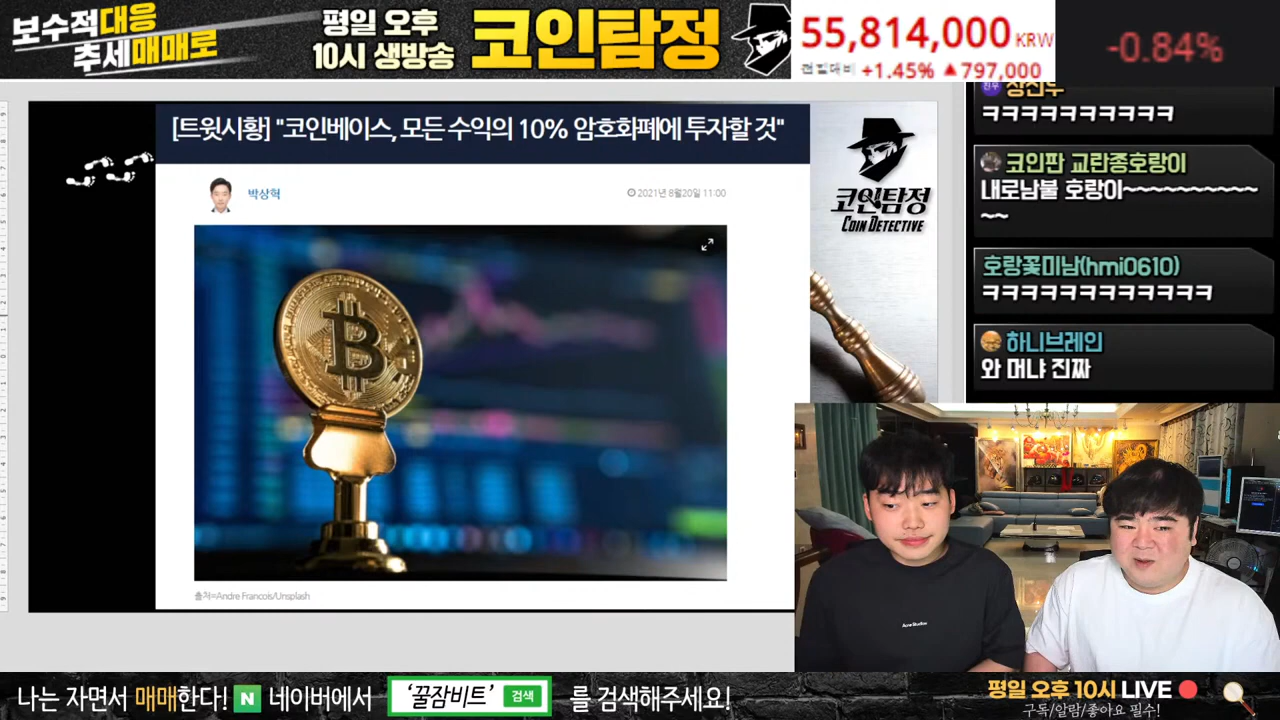 보수적대응
추세매매로
평일 오후
10시 생방송
코인탐정
55,814,000 KRW
전일대비 +1.45% ▲797,000
-0.84%
[트윗시황] "코인베이스, 모든 수익의 10% 암호화폐에 투자할 것"
박상혁
2021년 8월20일 11:00
출처=Andre Francois/Unsplash
코인탐정
COIN DETECTIVE
ㅋㅋㅋㅋㅋㅋㅋㅋㅋㅋ
코인판 교란종호랑이
내로남불 호랑이~~~~~~~~~~
~~
호랑꽃미남(hmi0610)
ㅋㅋㅋㅋㅋㅋㅋㅋㅋㅋㅋㅋ
하니브레인
와 머냐 진짜
Acne Studios
나는 자면서 매매한다! N 네이버에서 '꿀잠비트' 검색 를 검색해주세요!
평일 오후 10시 LIVE
구독/알람/좋아요 필수!